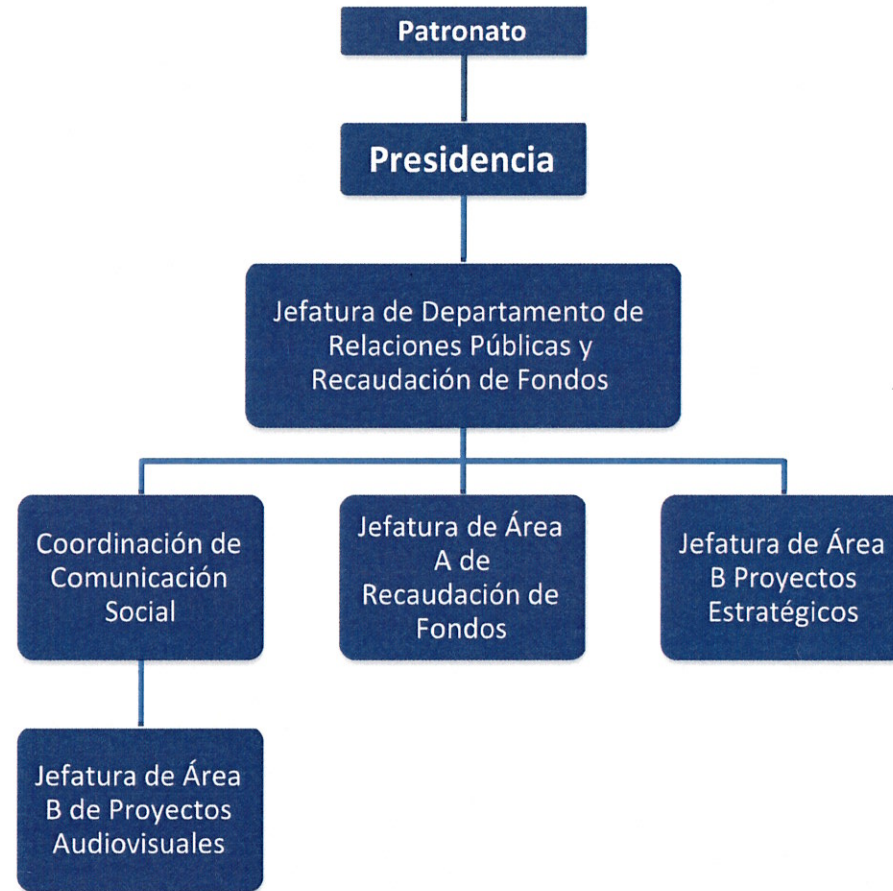 Patronato
Presidencia
Jefatura de Departamento de
Relaciones Públicas y
Recaudación de Fondos
Coordinación de
Comunicación
Social
Jefatura de Área
A de
Recaudación de
Fondos
Jefatura de Área
B Proyectos
Estratégicos
Jefatura de Área
B de Proyectos
Audiovisuales